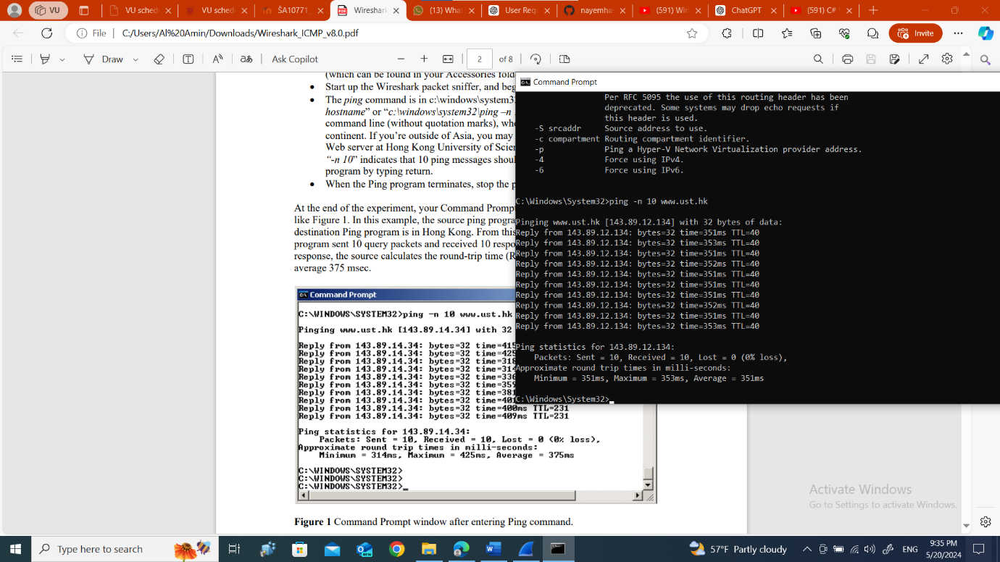 VU
VU sched
VU sched
ŠA10771_
Wireshark
(13) Wha
User Req
nayemha
(591) Wir
ChatGPT
(591) C#
File
C:/Users/Al%20Amin/Downloads/Wireshark_ICMP_v8.0.pdf
Invite
Draw
Ask Copilot
2
of 8
(which can be found in your Accessories fold
• Start up the Wireshark packet sniffer, and beg
• The ping command is in c:\windows\system32
hostname” or “c:\windows\system32\ping –n
command line (without quotation marks), wh
continent. If you’re outside of Asia, you may
Web server at Hong Kong University of Scien
“-n 10” indicates that 10 ping messages shoul
program by typing return.
• When the Ping program terminates, stop the p
At the end of the experiment, your Command Prompt
like Figure 1. In this example, the source ping progra
destination Ping program is in Hong Kong. From this
program sent 10 query packets and received 10 respo
response, the source calculates the round-trip time (R
average 375 msec.
Command Prompt
C:\WINDOWS\SYSTEM32>ping -n 10 www.ust.hk
Pinging www.ust.hk [143.89.14.34] with 32
Reply from 143.89.14.34: bytes=32 time=415
Reply from 143.89.14.34: bytes=32 time=425
Reply from 143.89.14.34: bytes=32 time=318
Reply from 143.89.14.34: bytes=32 time=314
Reply from 143.89.14.34: bytes=32 time=336
Reply from 143.89.14.34: bytes=32 time=359
Reply from 143.89.14.34: bytes=32 time=381
Reply from 143.89.14.34: bytes=32 time=401
Reply from 143.89.14.34: bytes=32 time=400ms TTL=231
Reply from 143.89.14.34: bytes=32 time=409ms TTL=231
Ping statistics for 143.89.14.34:
Packets: Sent = 10, Received = 10, Lost = 0 (0% loss),
Approximate round trip times in milli-seconds:
Minimum = 314ms, Maximum = 425ms, Average = 375ms
C:\WINDOWS\SYSTEM32>
C:\WINDOWS\SYSTEM32>
C:\WINDOWS\SYSTEM32>_
Figure 1 Command Prompt window after entering Ping command.
Command Prompt
Per RFC 5095 the use of this routing header has been
deprecated. Some systems may drop echo requests if
this header is used.
-S srcaddr Source address to use.
-c compartment Routing compartment identifier.
-p Ping a Hyper-V Network Virtualization provider address.
-4 Force using IPv4.
-6 Force using IPv6.
C:\Windows\System32>ping -n 10 www.ust.hk
Pinging www.ust.hk [143.89.12.134] with 32 bytes of data:
Reply from 143.89.12.134: bytes=32 time=351ms TTL=40
Reply from 143.89.12.134: bytes=32 time=353ms TTL=40
Reply from 143.89.12.134: bytes=32 time=351ms TTL=40
Reply from 143.89.12.134: bytes=32 time=352ms TTL=40
Reply from 143.89.12.134: bytes=32 time=351ms TTL=40
Reply from 143.89.12.134: bytes=32 time=351ms TTL=40
Reply from 143.89.12.134: bytes=32 time=351ms TTL=40
Reply from 143.89.12.134: bytes=32 time=352ms TTL=40
Reply from 143.89.12.134: bytes=32 time=351ms TTL=40
Reply from 143.89.12.134: bytes=32 time=353ms TTL=40
Ping statistics for 143.89.12.134:
Packets: Sent = 10, Received = 10, Lost = 0 (0% loss),
Approximate round trip times in milli-seconds:
Minimum = 351ms, Maximum = 353ms, Average = 351ms
C:\Windows\System32>_
Activate Windows
Go to Settings to activate Windows.
Type here to search
57°F Partly cloudy
ENG
9:35 PM
5/20/2024